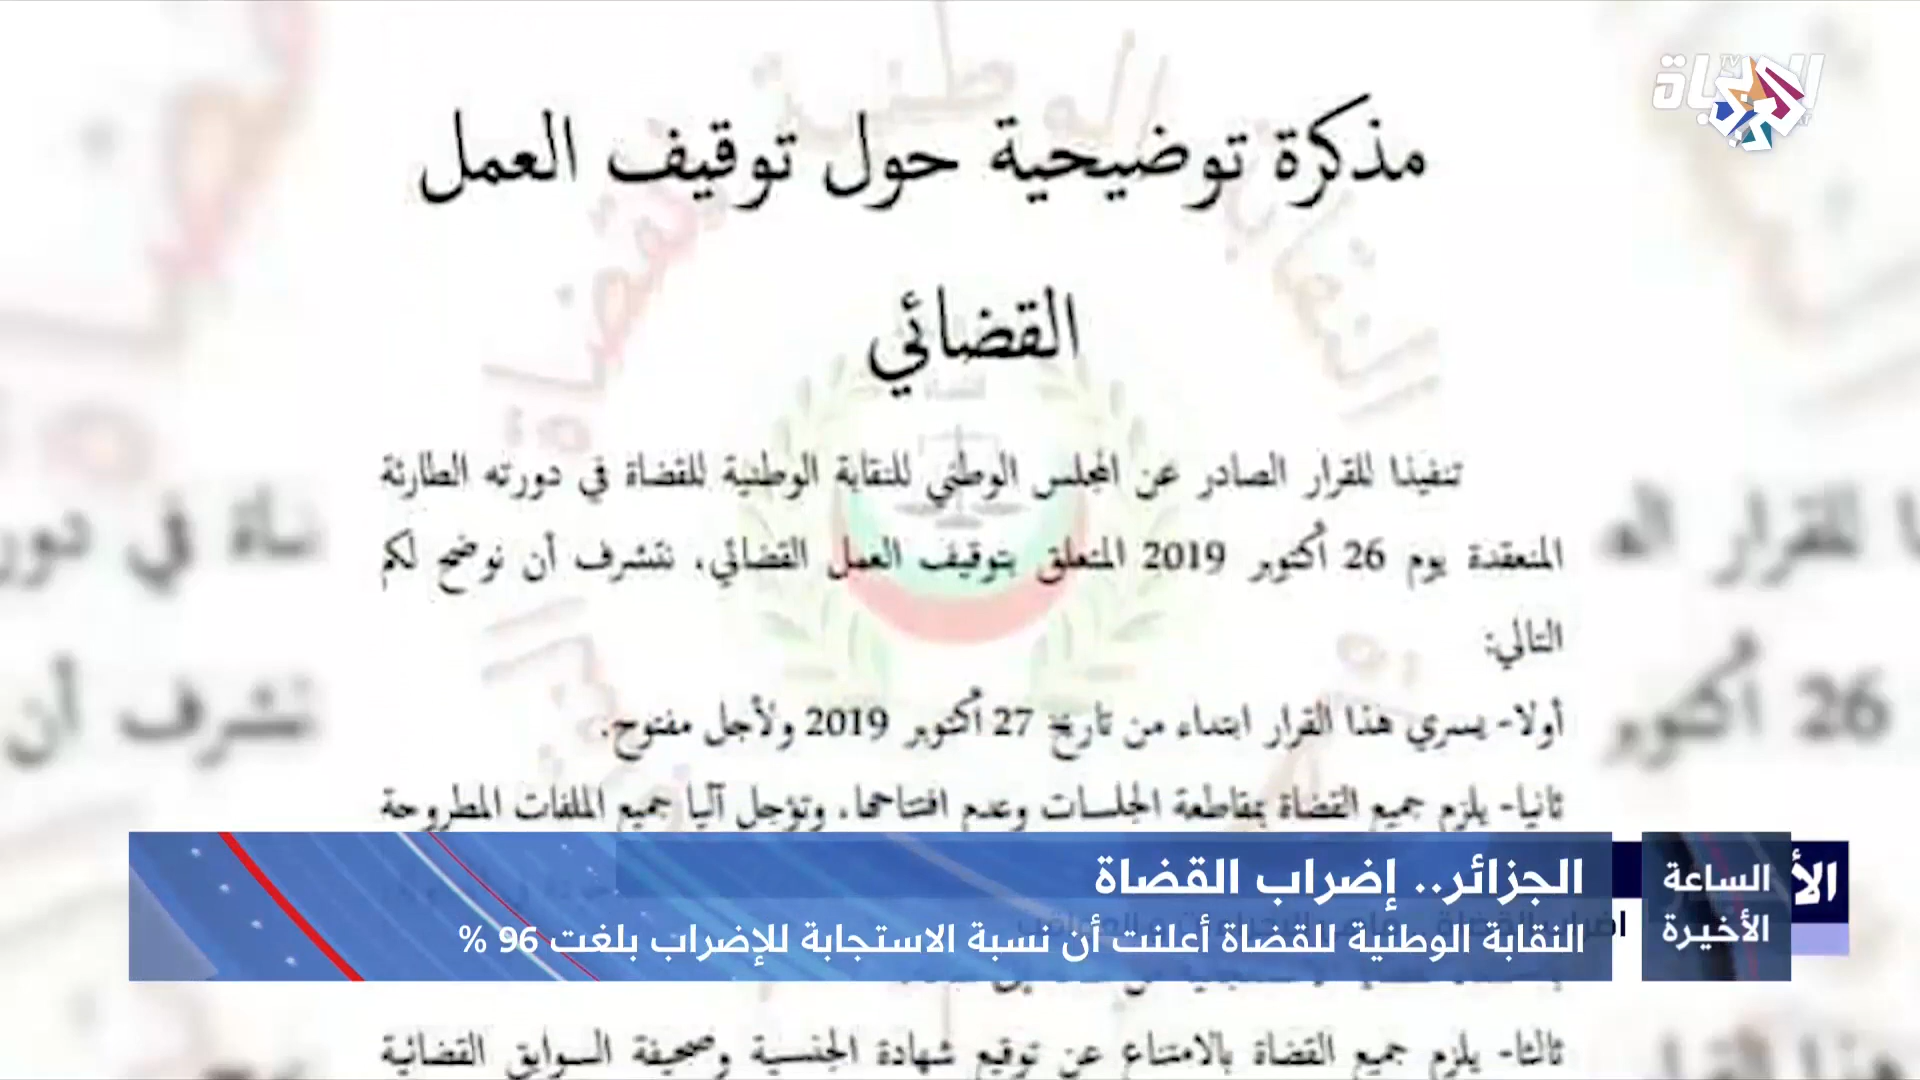 مذكرة توضيحية حول توقيف العمل
القضائي
تنفيذا للقرار الصادر عن المجلس الوطني للنقابة الوطنية للقضاة في دورته الطارئة
المنعقدة يوم 26 أكتوبر 2019 المتعلق بتوقيف العمل القضائي، نتشرف أن نوضح لكم
التالي:
أولا- يسري هذا القرار ابتداء من تاريخ 27 أكتوبر 2019 ولأجل مفتوح.
ثانيا- يلزم جميع القضاة بمقاطعة الجلسات وعدم افتتاحها، وتؤجل آليا جميع الملفات المطروحة
الساعة
الأخيرة
الجزائر.. إضراب القضاة
النقابة الوطنية للقضاة أعلنت أن نسبة الاستجابة للإضراب بلغت 96 %
ثالثا- يلزم جميع القضاة بالامتناع عن توقيع شهادة الجنسية وصحيفة السوابق القضائية